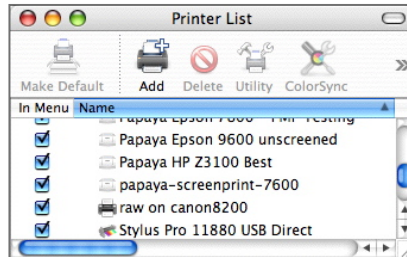 Printer List
Make Default Add Delete Utility ColorSync
In Menu Name
Papaya Epson 9600 unscreened
Papaya HP Z3100 Best
papaya-screenprint-7600
raw on canon8200
Stylus Pro 11880 USB Direct